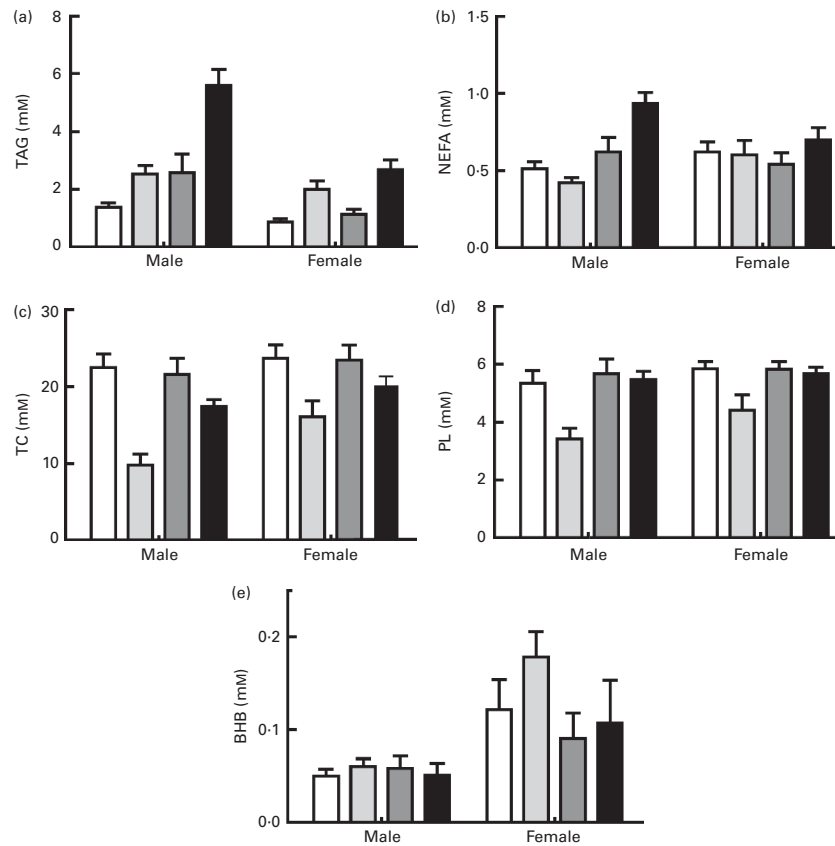 (a)
8
6
4
2
0
TAG (mM)
Male
Female
(b)
1·5
1·0
0·5
0·0
NEFA (mM)
Male
Female
(c)
30
20
10
0
TC (mM)
Male
Female
(d)
8
6
4
2
0
PL (mM)
Male
Female
(e)
0·2
0·1
0·0
BHB (mM)
Male
Female